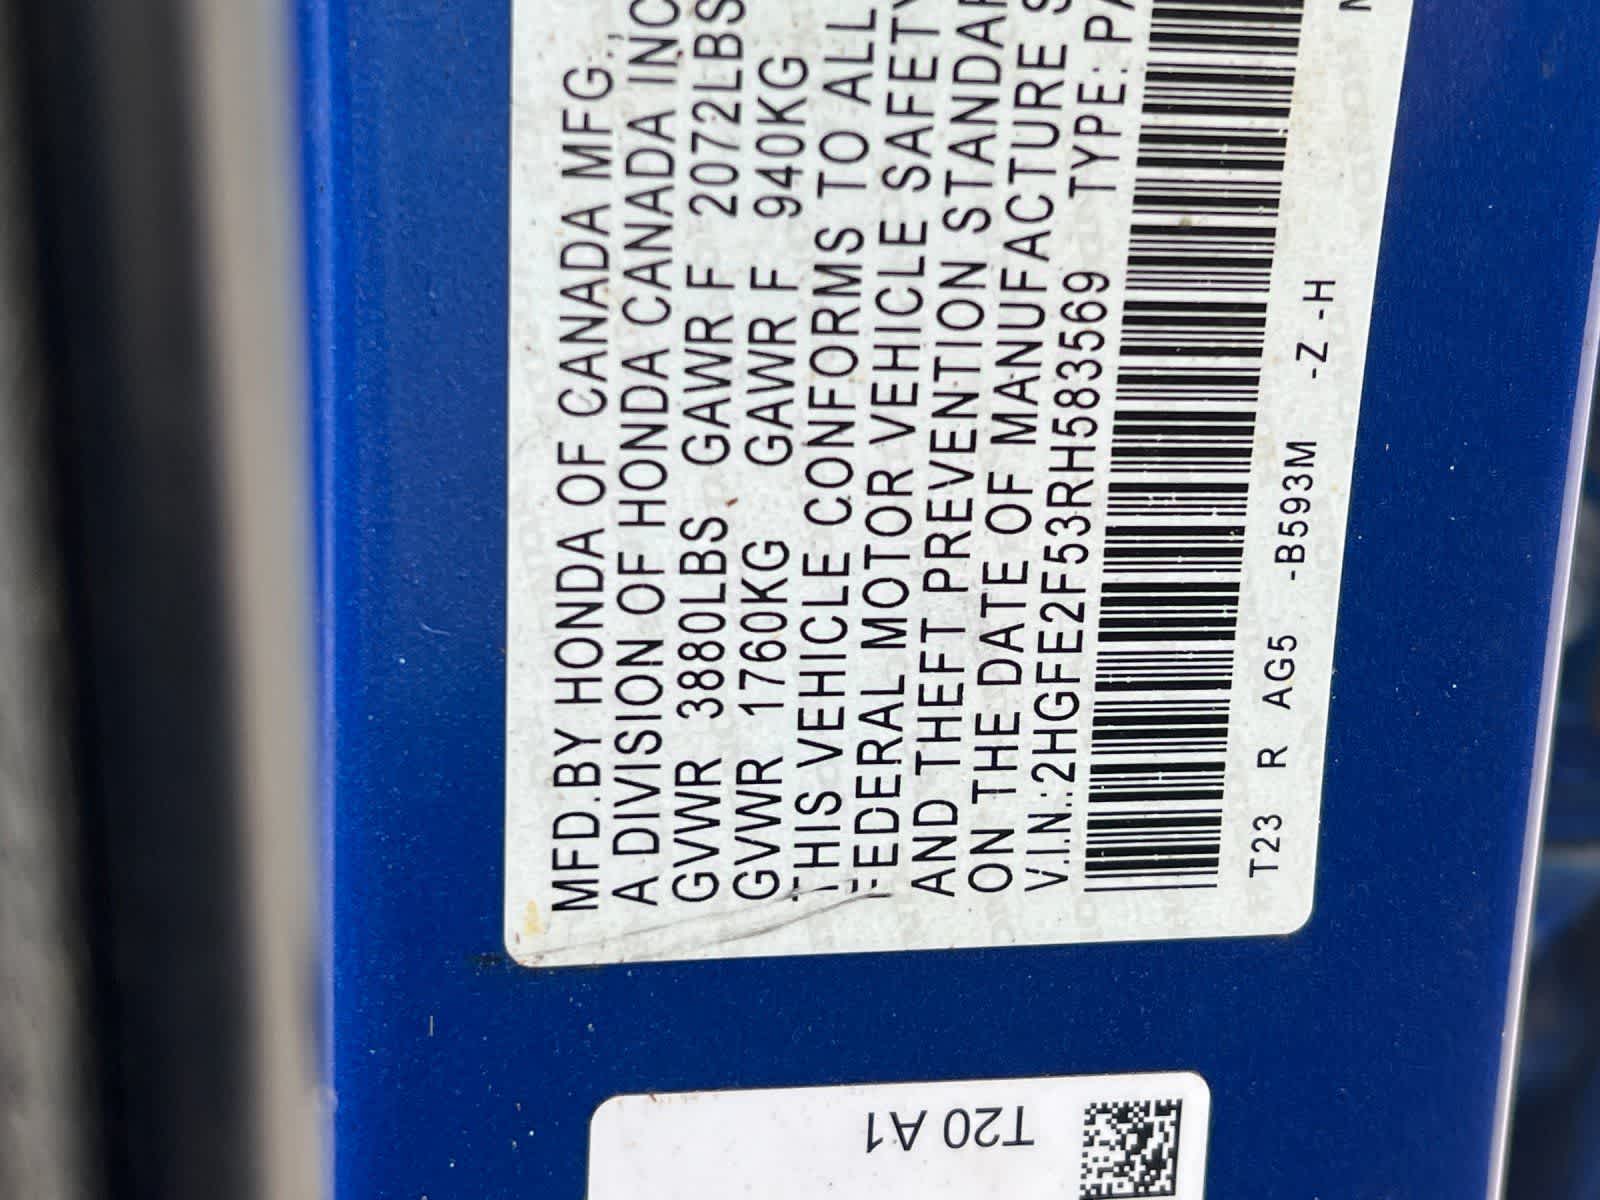 MFD.BY HONDA OF CANADA MFG.,
A DIVISION OF HONDA CANADA INC
GVWR 3880LBS GAWR F 2072LBS
GVWR 1760KG GAWR F 940KG
THIS VEHICLE CONFORMS TO ALL
FEDERAL MOTOR VEHICLE SAFETY
AND THEFT PREVENTION STANDAR
ON THE DATE OF MANUFACTURE S
V.I.N.:2HGFE2F53RH583569 TYPE: PA
T23 R AG5 -B593M -Z -H
T20 A1